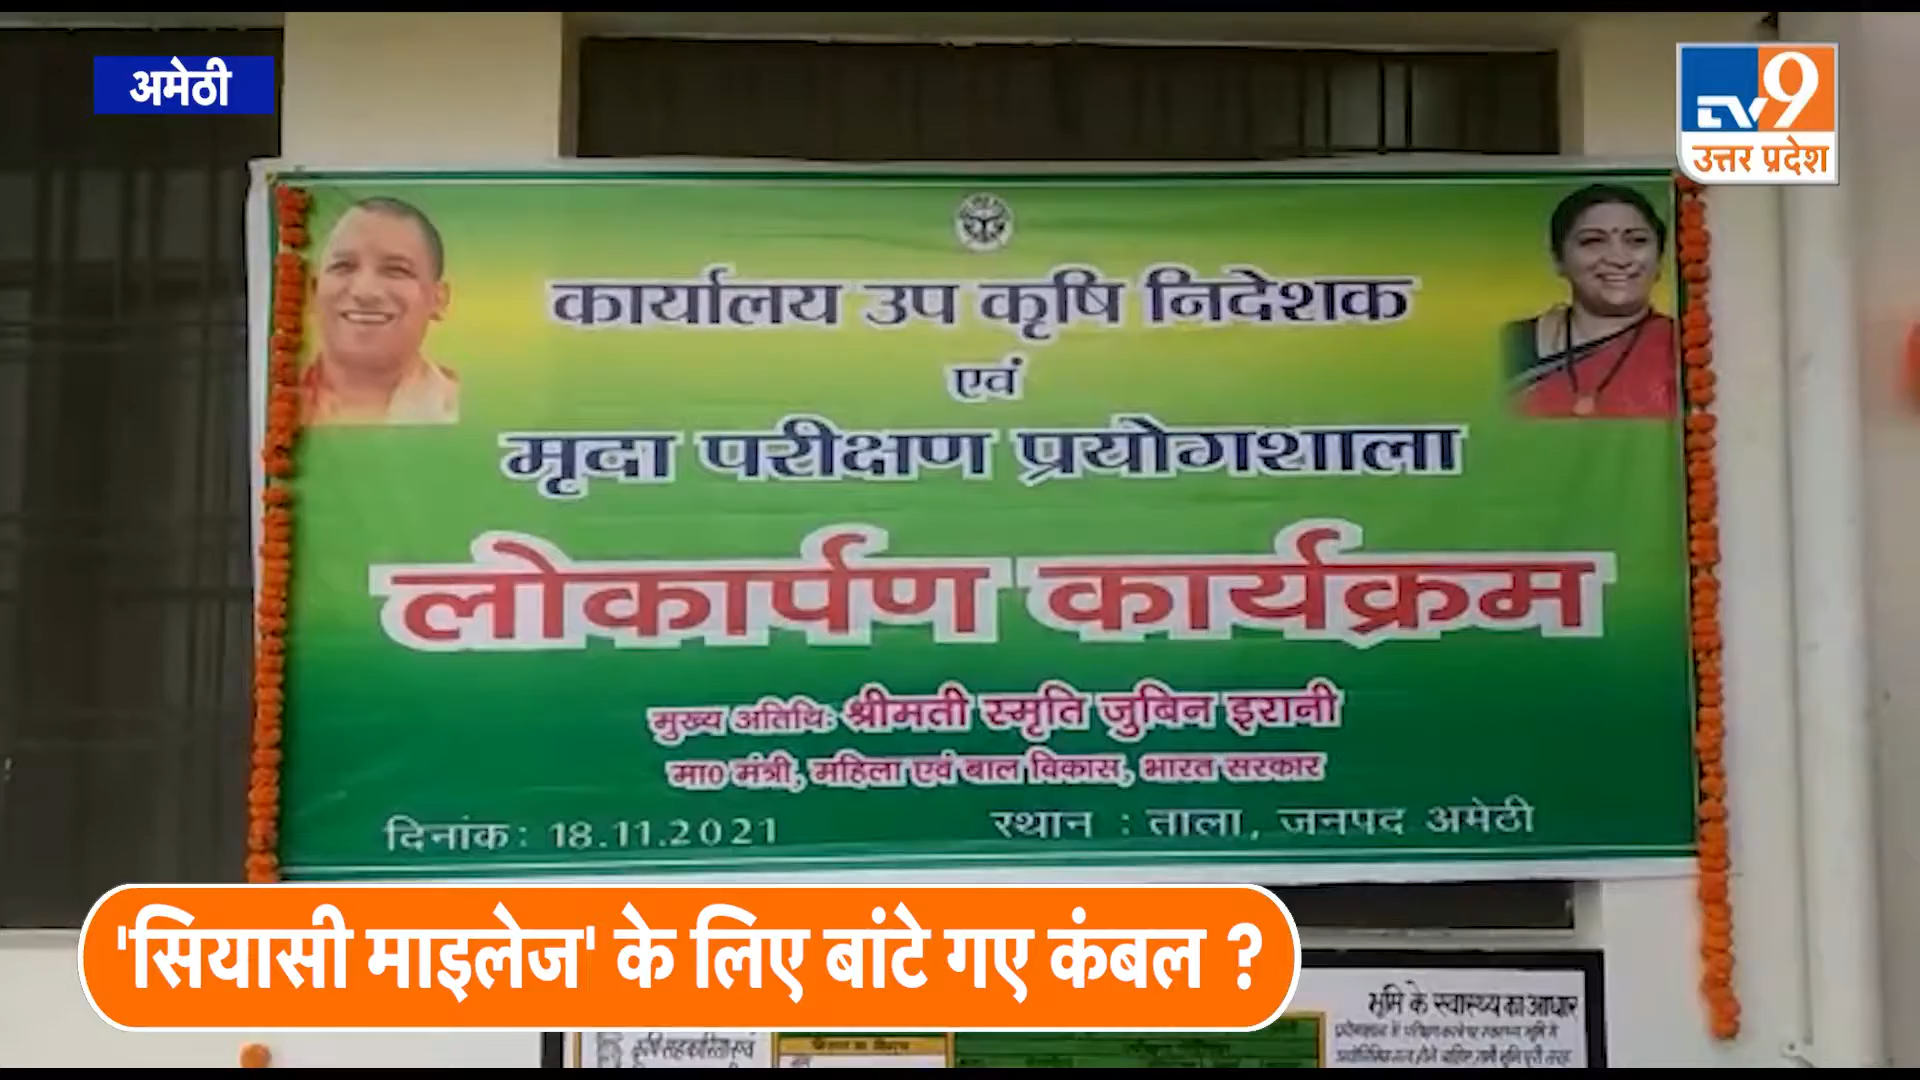 अमेठी
TV9
उत्तर प्रदेश
कार्यालय उप कृषि निदेशक
एवं
मृदा परीक्षण प्रयोगशाला
लोकार्पण कार्यक्रम
मुख्य अतिथि: श्रीमती स्मृति जुबिन इरानी
मा0 मंत्री, महिला एवं बाल विकास, भारत सरकार
दिनांक: 18.11.2021 स्थान : ताला, जनपद अमेठी
'सियासी माइलेज' के लिए बांटे गए कंबल ?
भूमि के स्वास्थ्य का आधार